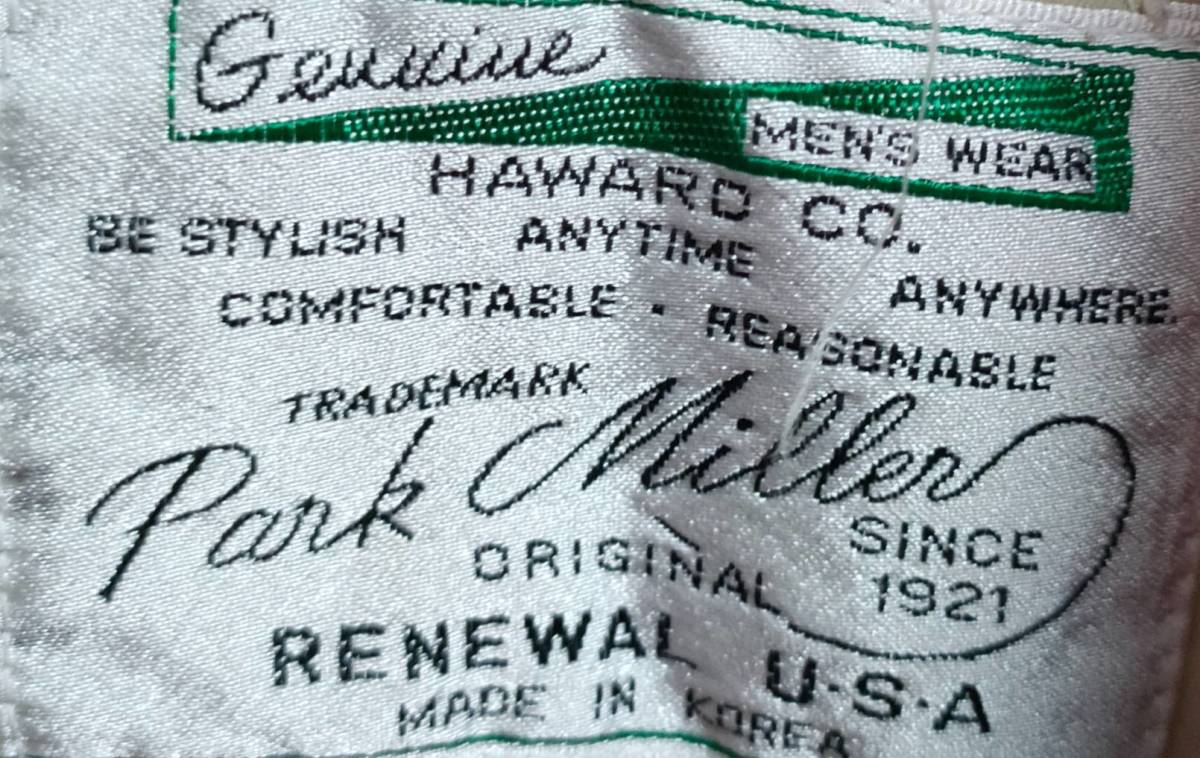 Genuine
MEN'S WEAR
HAWARD CO.
BE STYLISH ANYTIME ANYWHERE.
COMFORTABLE · REASONABLE
TRADEMARK
Park Miller
ORIGINAL SINCE
1921
RENEWAL U·S·A
MADE IN KOREA